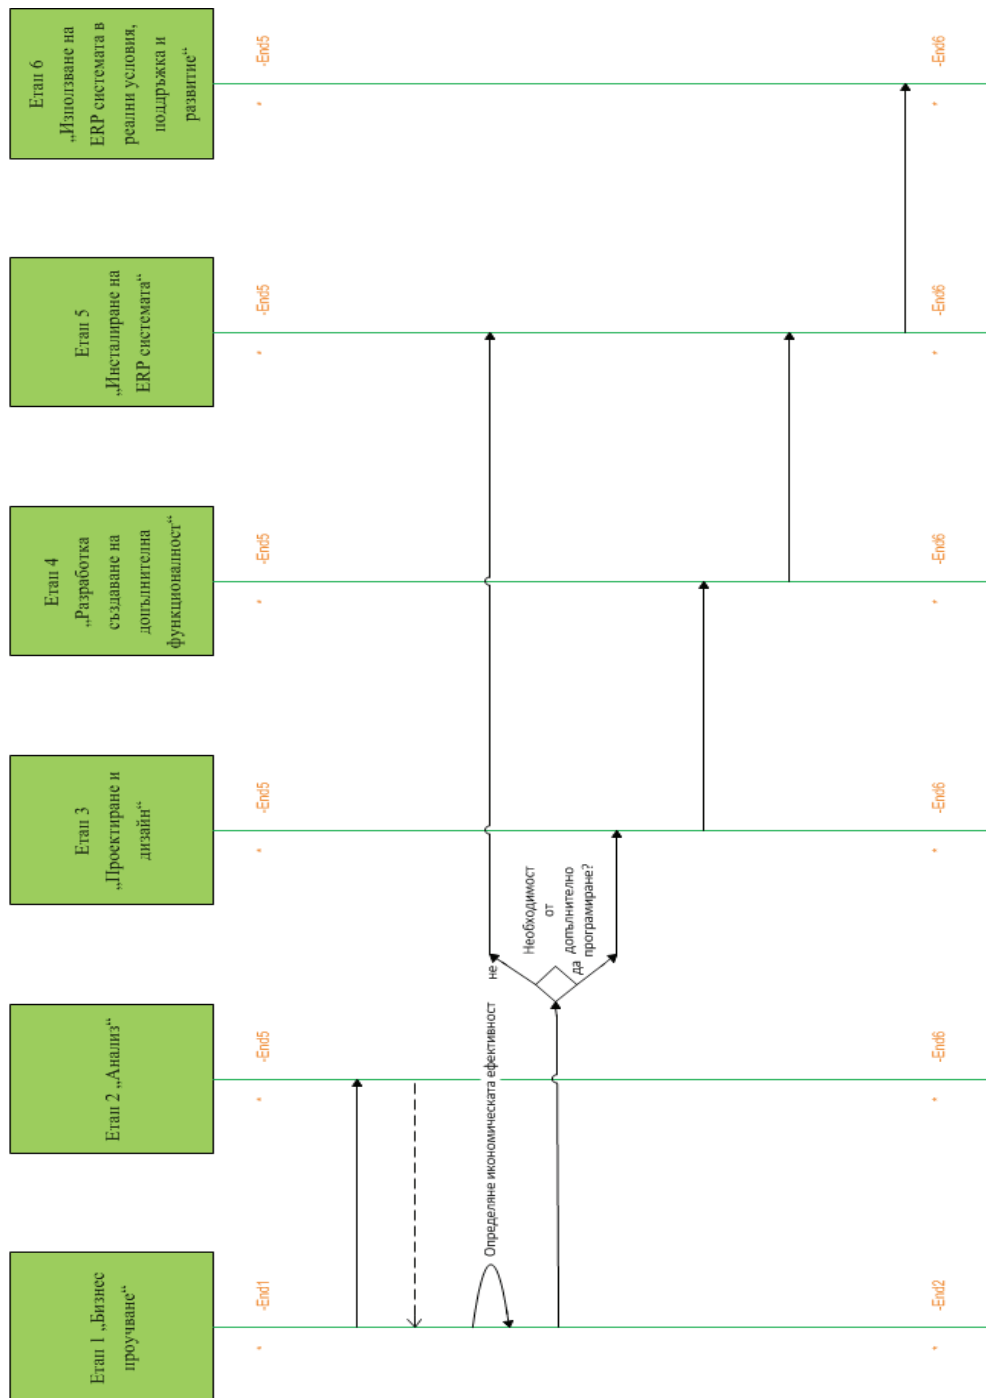 Етап 1 „Бизнес
проучване“
Етап 2 „Анализ“
Етап 3
„Проектиране и
дизайн“
Етап 4
„Разработка
създаване на
допълнителна
функционалност“
Етап 5
„Инсталиране на
ERP системата“
Етап 6
„Използване на
ERP системата в
реални условия,
поддръжка и
развитие“
-End1
*
-End5
*
-End5
*
-End5
*
-End5
*
-End5
*
Определяне икономическата ефективност
не
Необходимост
от
допълнително
програмиране?
да
-End2
*
-End6
*
-End6
*
-End6
*
-End6
*
-End6
*